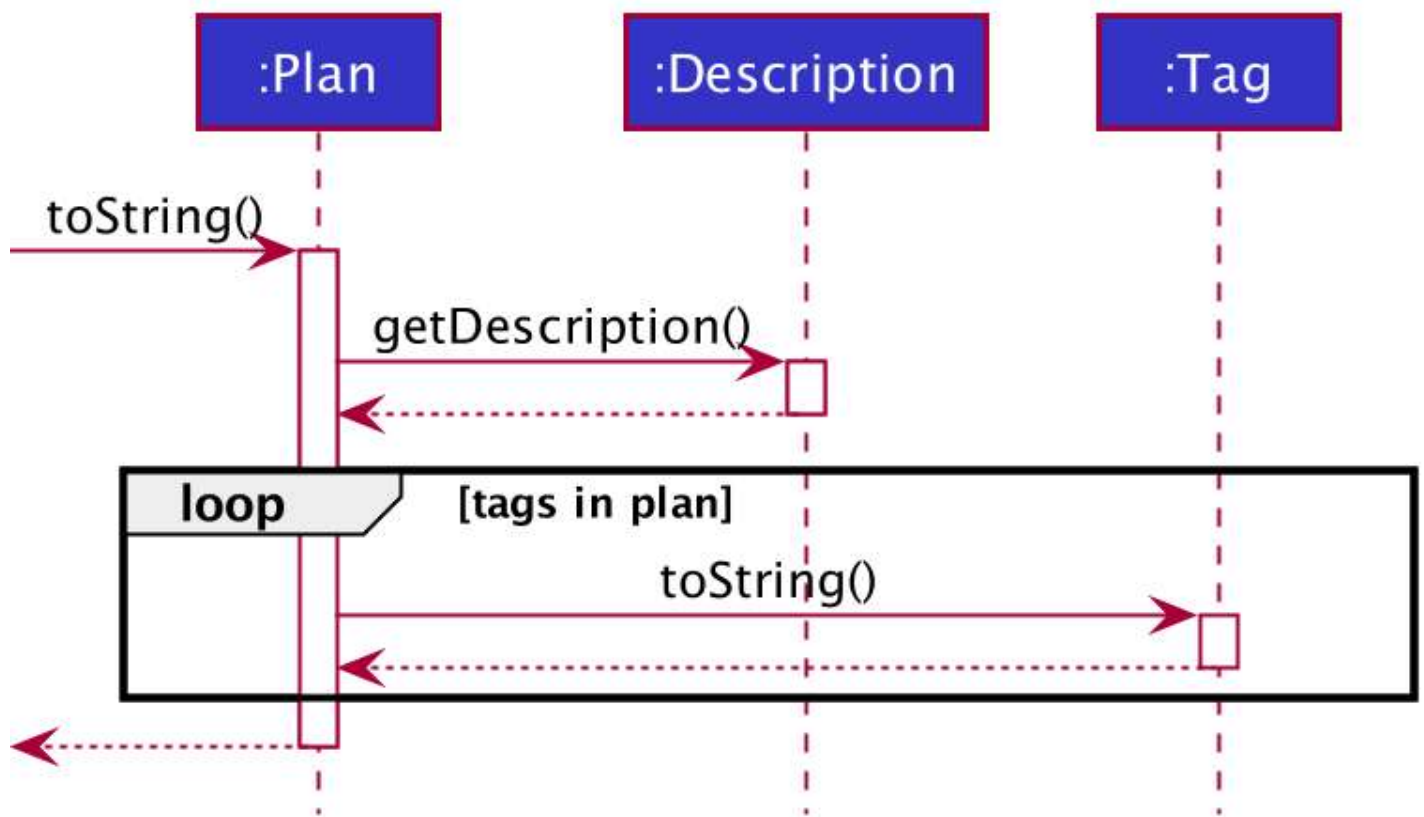 :Plan
:Description
:Tag
toString()
getDescription()
loop
[tags in plan]
toString()